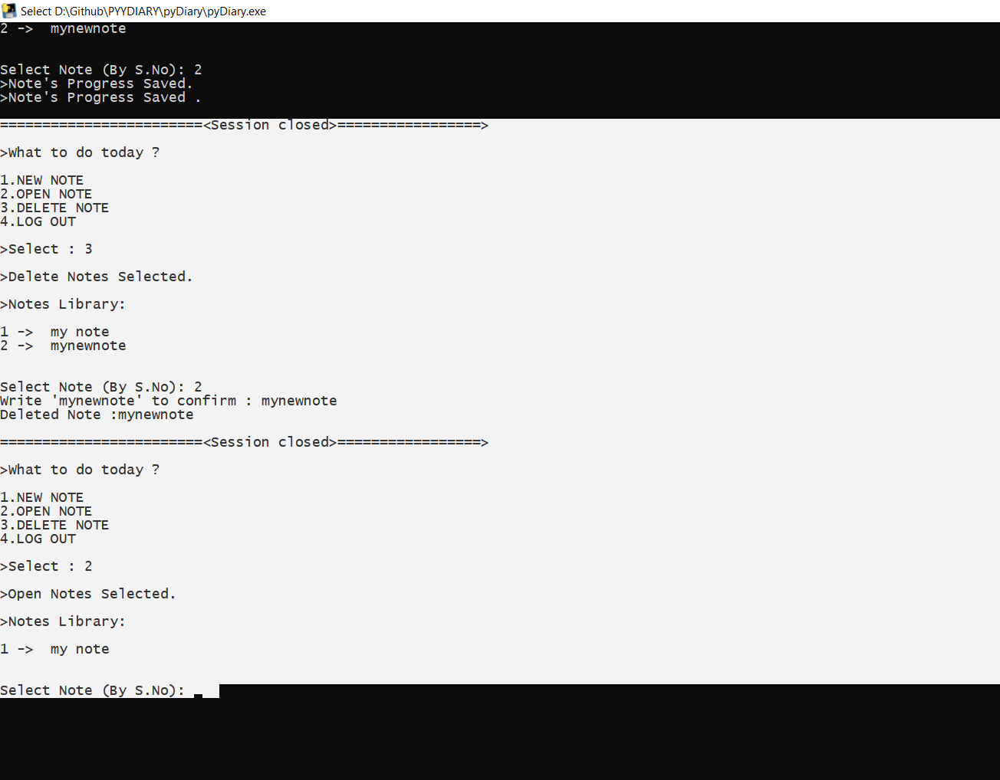 Select D:\Github\PYYDIARY\pyDiary\pyDiary.exe
2 ->  mynewnote
Select Note (By S.No): 2
>Note's Progress Saved.
>Note's Progress Saved .
========================<Session closed>=================>
>What to do today ?
1.NEW NOTE
2.OPEN NOTE
3.DELETE NOTE
4.LOG OUT
>Select : 3
>Delete Notes Selected.
>Notes Library:
1 ->  my note
2 ->  mynewnote
Select Note (By S.No): 2
Write 'mynewnote' to confirm : mynewnote
Deleted Note :mynewnote
========================<Session closed>=================>
>What to do today ?
1.NEW NOTE
2.OPEN NOTE
3.DELETE NOTE
4.LOG OUT
>Select : 2
>Open Notes Selected.
>Notes Library:
1 ->  my note
Select Note (By S.No):